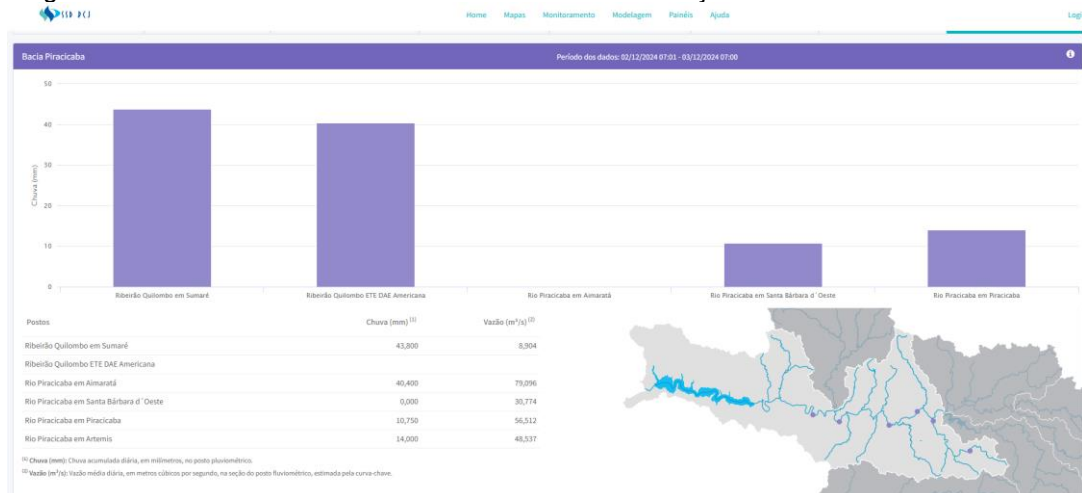 SSD PCJ
Home Mapas Monitoramento Modelagem Painéis Ajuda Logi
Bacia Piracicaba Período dos dados: 02/12/2024 07:01 - 03/12/2024 07:00
Chuva (mm)
50
40
30
20
10
0
Ribeirão Quilombo em Sumaré Ribeirão Quilombo ETE DAE Americana Rio Piracicaba em Aimaratá Rio Piracicaba em Santa Bárbara d´Oeste Rio Piracicaba em Piracicaba
Postos Chuva (mm) (1) Vazão (m³/s) (2)
Ribeirão Quilombo em Sumaré 43,800 8,904
Ribeirão Quilombo ETE DAE Americana
Rio Piracicaba em Aimaratá 40,400 79,096
Rio Piracicaba em Santa Bárbara d´Oeste 0,000 30,774
Rio Piracicaba em Piracicaba 10,750 56,512
Rio Piracicaba em Artemis 14,000 48,537
(1) Chuva (mm): Chuva acumulada diária, em milímetros, no posto pluviométrico.
(2) Vazão (m³/s): Vazão média diária, em metros cúbicos por segundo, na seção do posto fluviométrico, estimada pela curva-chave.